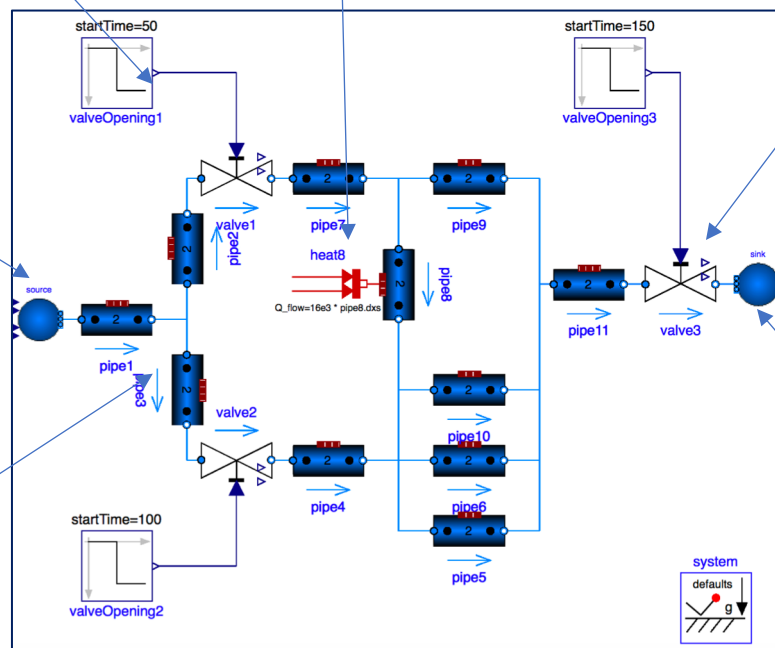 startTime=50
valveOpening1
startTime=150
valveOpening3
2
2
valve1
pipe7
pipe9
pipe2
2
heat8
Q_flow=16e3 * pipe8.dxs
2
pipe8
source
2
pipe1
2
pipe11
valve3
sink
pipe3
2
valve2
2
pipe10
2
pipe4
2
pipe6
2
pipe5
startTime=100
valveOpening2
system
defaults
g